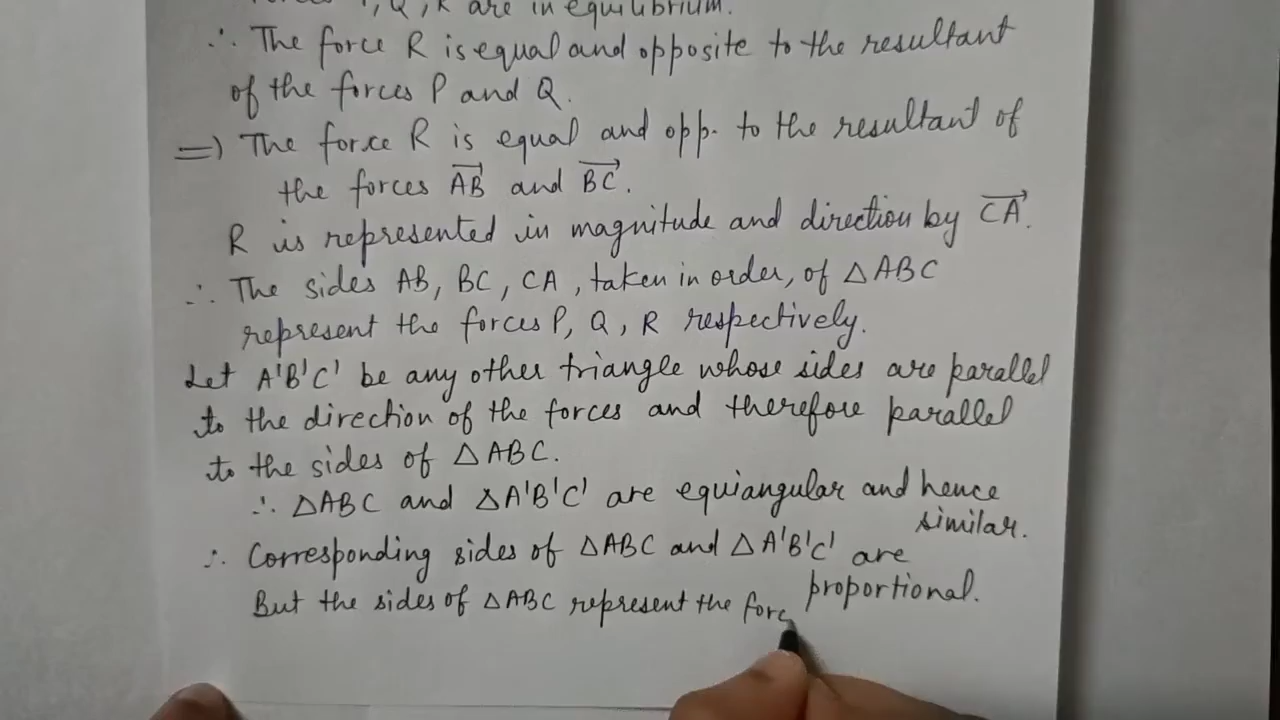 , Q, R are in equilibrium.
∴ The force R is equal and opposite to the resultant
of the forces P and Q.
=) The force R is equal and opp. to the resultant of
the forces AB⃗ and BC⃗.
R is represented in magnitude and direction by CA⃗.
∴ The sides AB, BC, CA, taken in order, of △ABC
represent the forces P, Q, R respectively.
Let A'B'C' be any other triangle whose sides are parallel
to the direction of the forces and therefore parallel
to the sides of △ABC.
∴ △ABC and △A'B'C' are equiangular and hence
similar.
∴ Corresponding sides of △ABC and △A'B'C' are
proportional.
But the sides of △ABC represent the forc